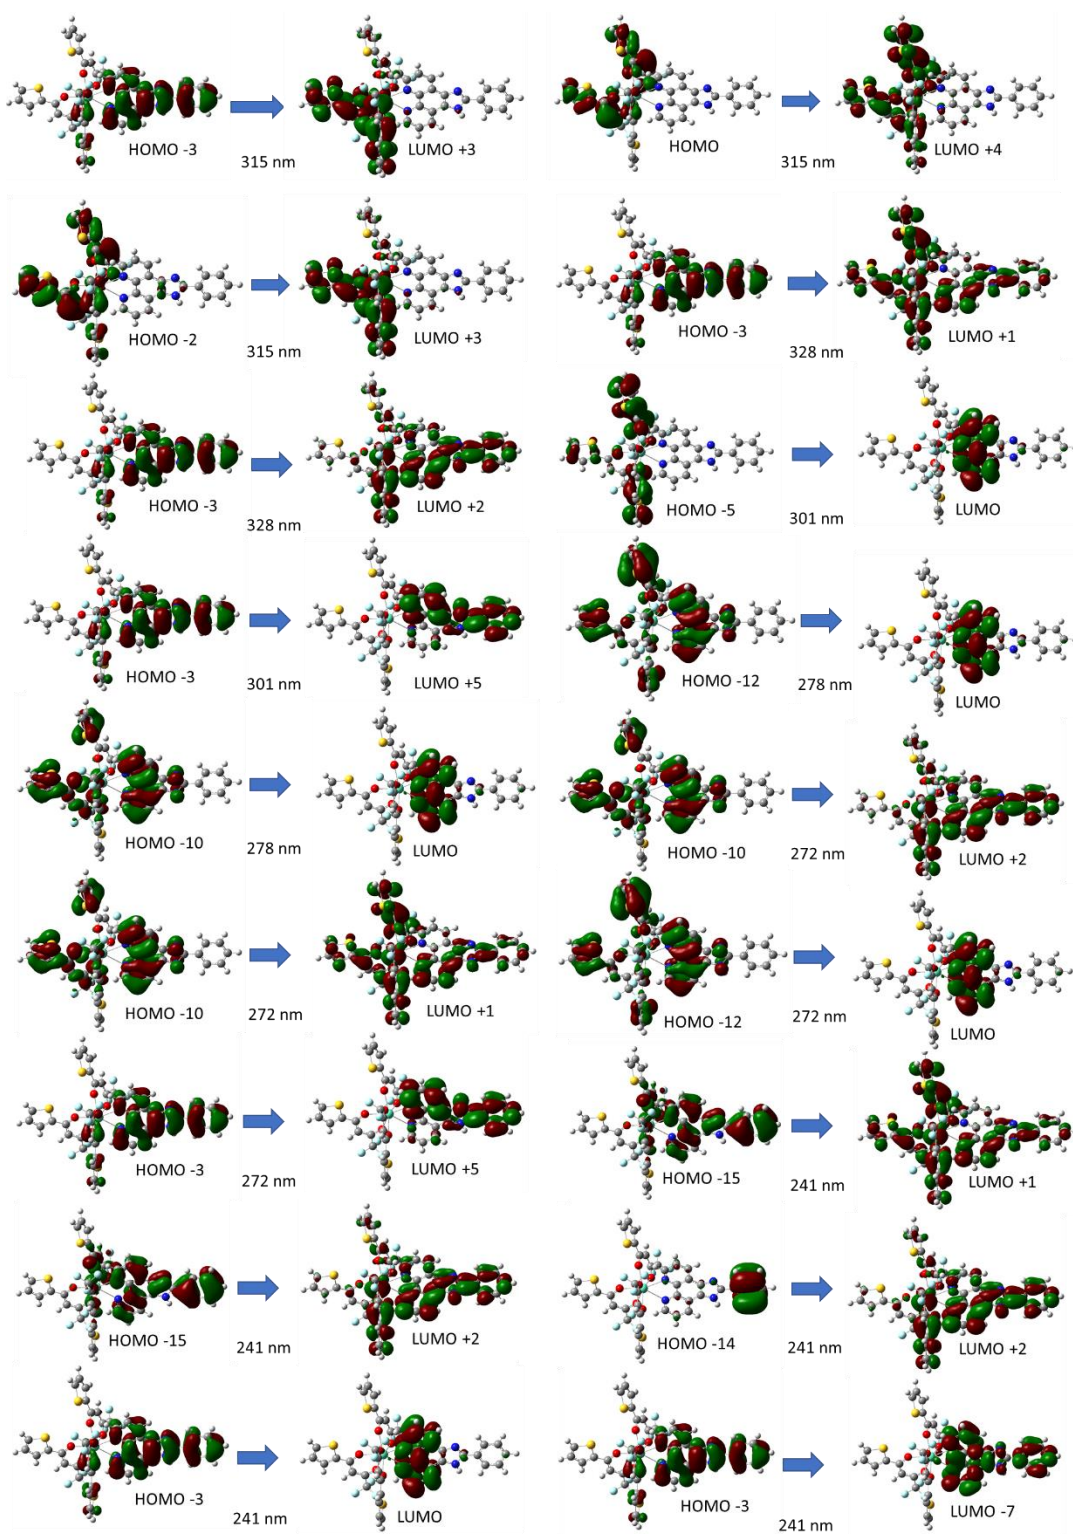 HOMO -3
315 nm
LUMO +3
HOMO
315 nm
LUMO +4
HOMO -2
315 nm
LUMO +3
HOMO -3
328 nm
LUMO +1
HOMO -3
328 nm
LUMO +2
HOMO -5
301 nm
LUMO
HOMO -3
301 nm
LUMO +5
HOMO -12
278 nm
LUMO
HOMO -10
278 nm
LUMO
HOMO -10
272 nm
LUMO +2
HOMO -10
272 nm
LUMO +1
HOMO -12
272 nm
LUMO
HOMO -3
272 nm
LUMO +5
HOMO -15
241 nm
LUMO +1
HOMO -15
241 nm
LUMO +2
HOMO -14
241 nm
LUMO +2
HOMO -3
241 nm
LUMO
HOMO -3
241 nm
LUMO -7